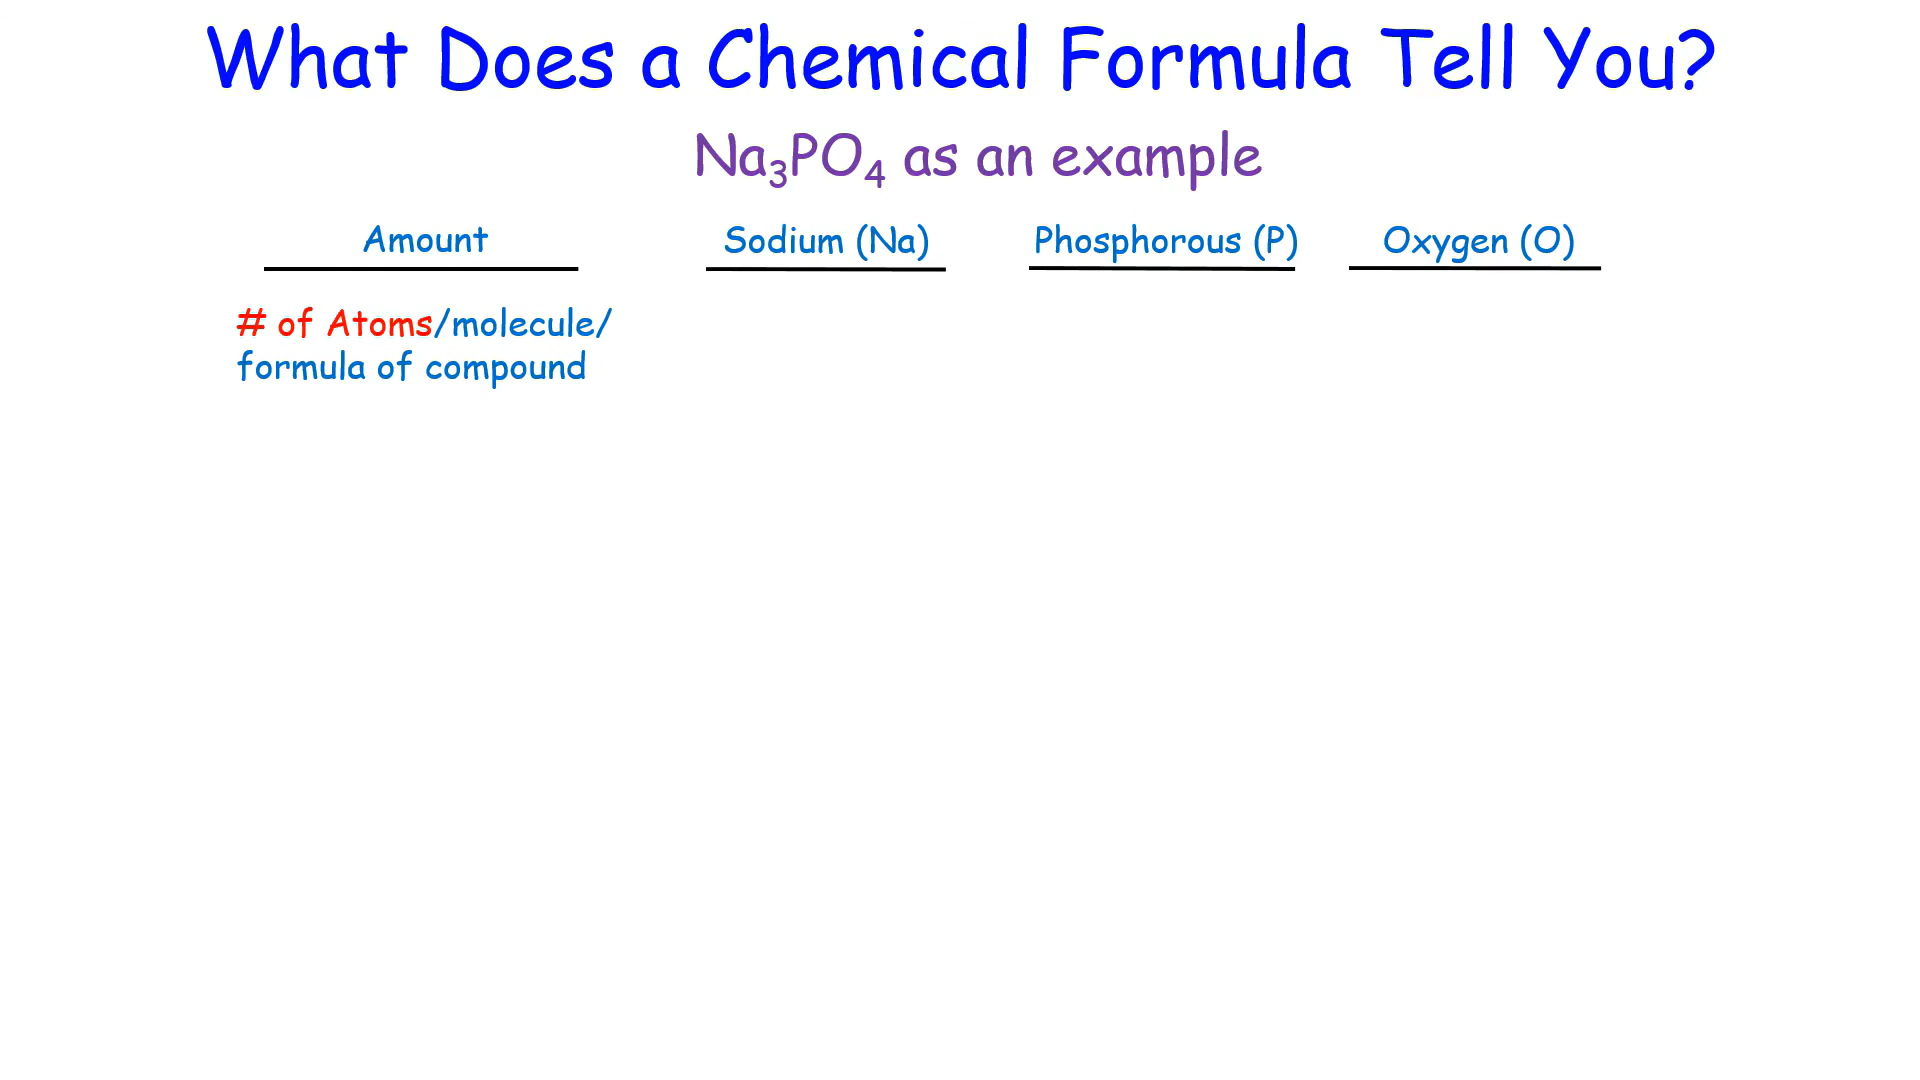 What Does a Chemical Formula Tell You?
Na₃PO₄ as an example
Amount Sodium (Na) Phosphorous (P) Oxygen (O)
# of Atoms/molecule/
formula of compound